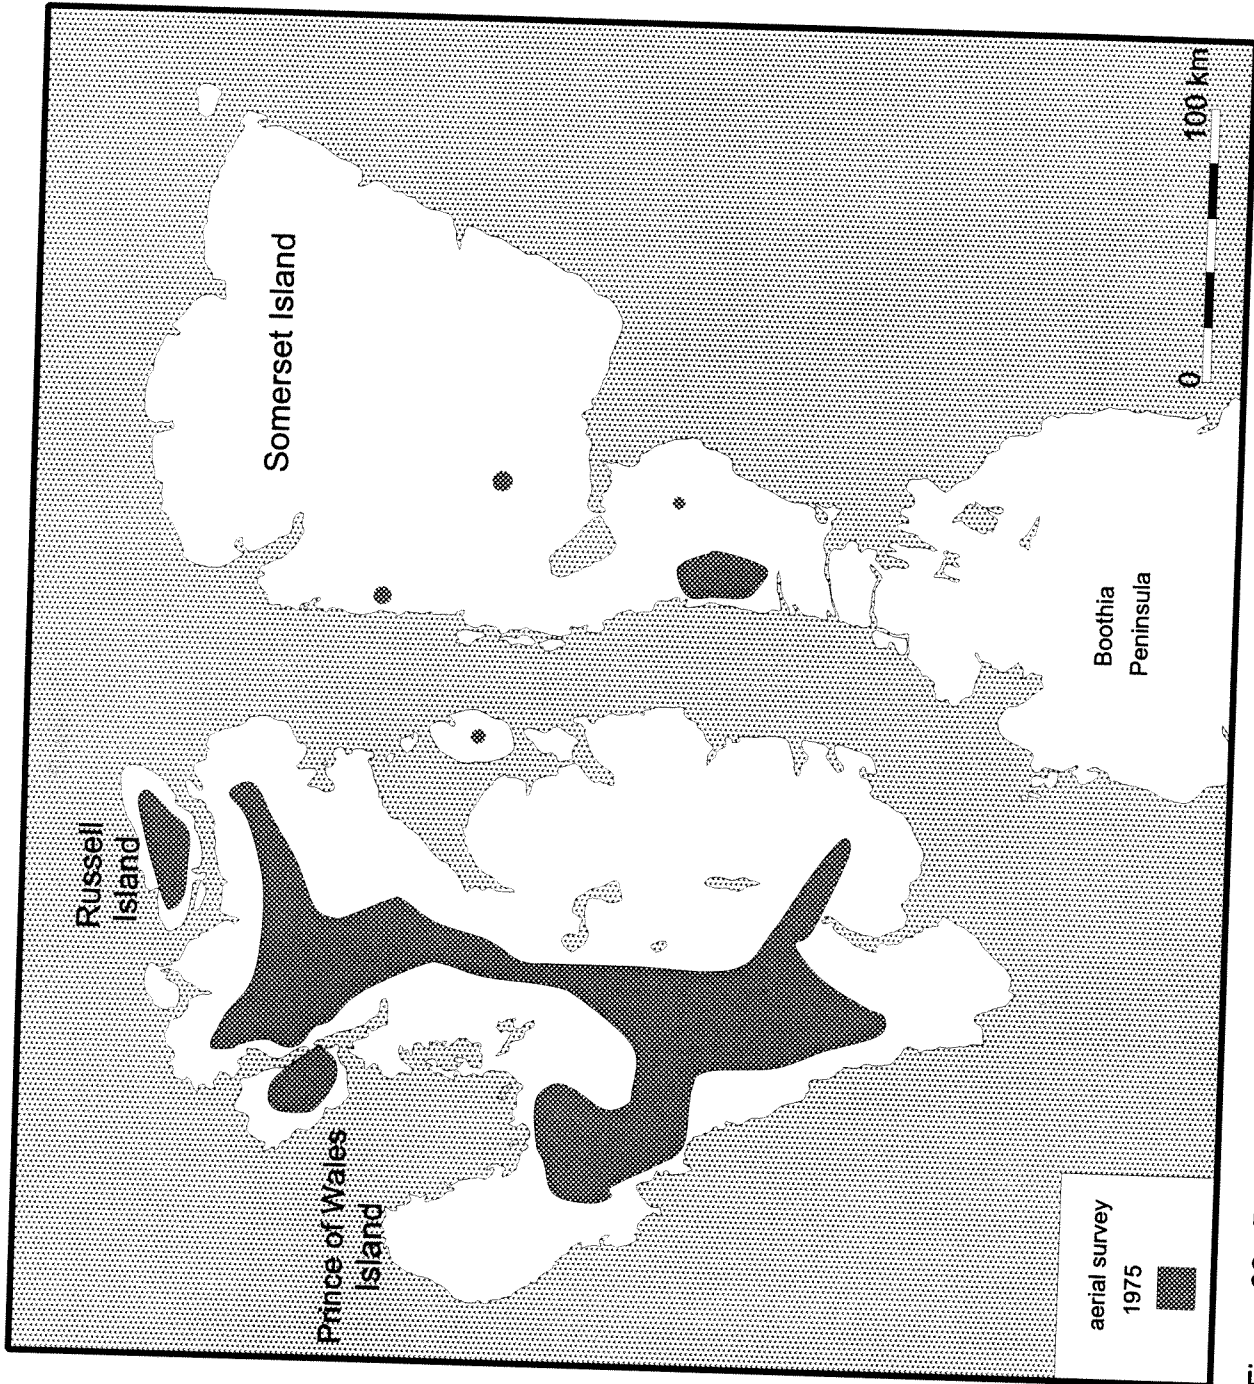 Russell
Island
Somerset Island
Prince of Wales
Island
Boothia
Peninsula
0
100 km
aerial survey
1975